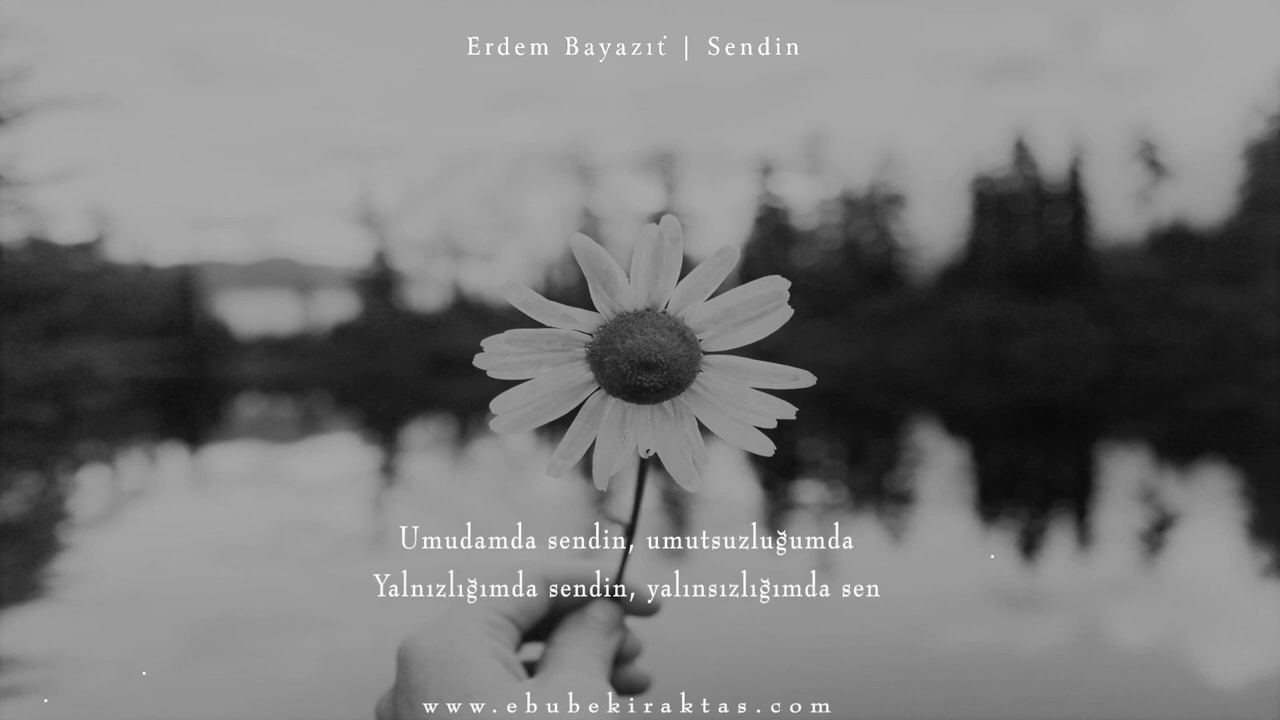 Erdem Bayazıt | Sendin
Umudamda sendin, umutsuzluğumda
Yalnızlığımda sendin, yalınsızlığımda sen
www.ebubekiraktas.com